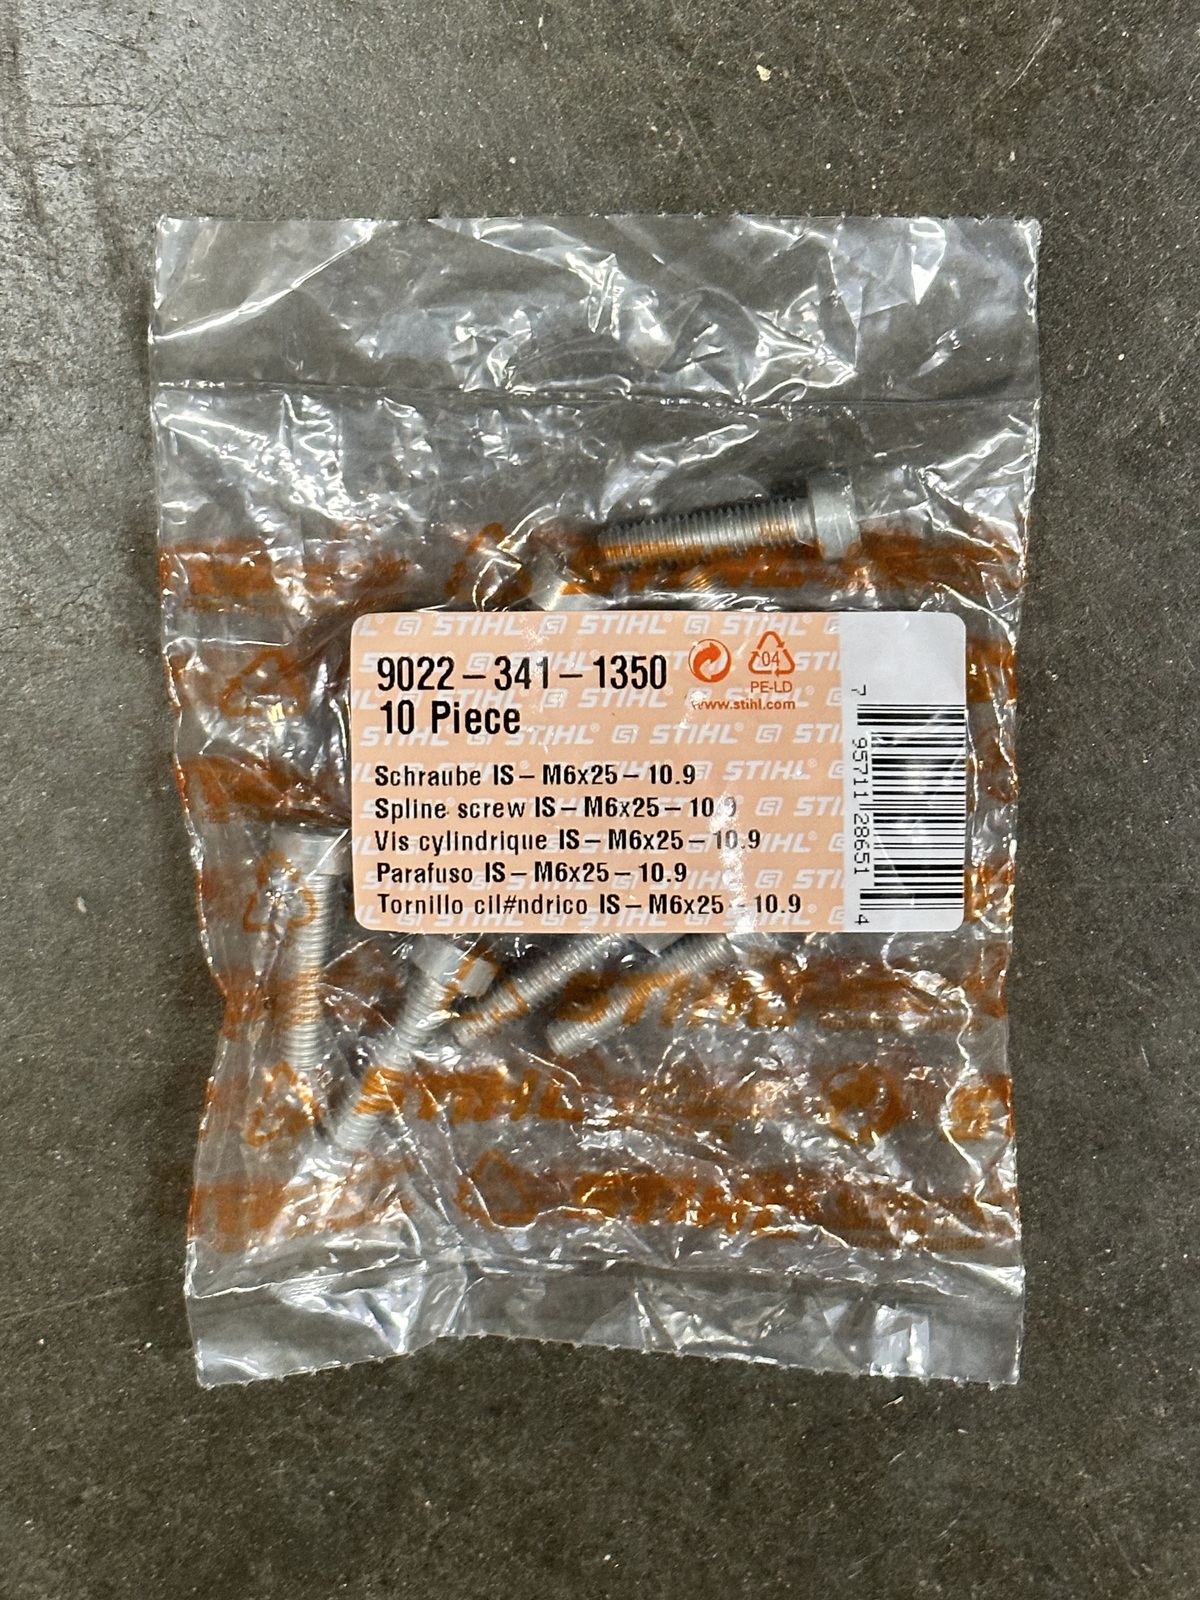 9022-341-1350
10 Piece
04
PE-LD
www.stihl.com
Schraube IS-M6x25-10.9
Spline screw IS-M6x25-10.9
Vis cylindrique IS-M6x25-10.9
Parafuso IS-M6x25-10.9
Tornillo cil#ndrico IS-M6x25-10.9
7 95711 28651 4
STIHL
STIHL
STIHL